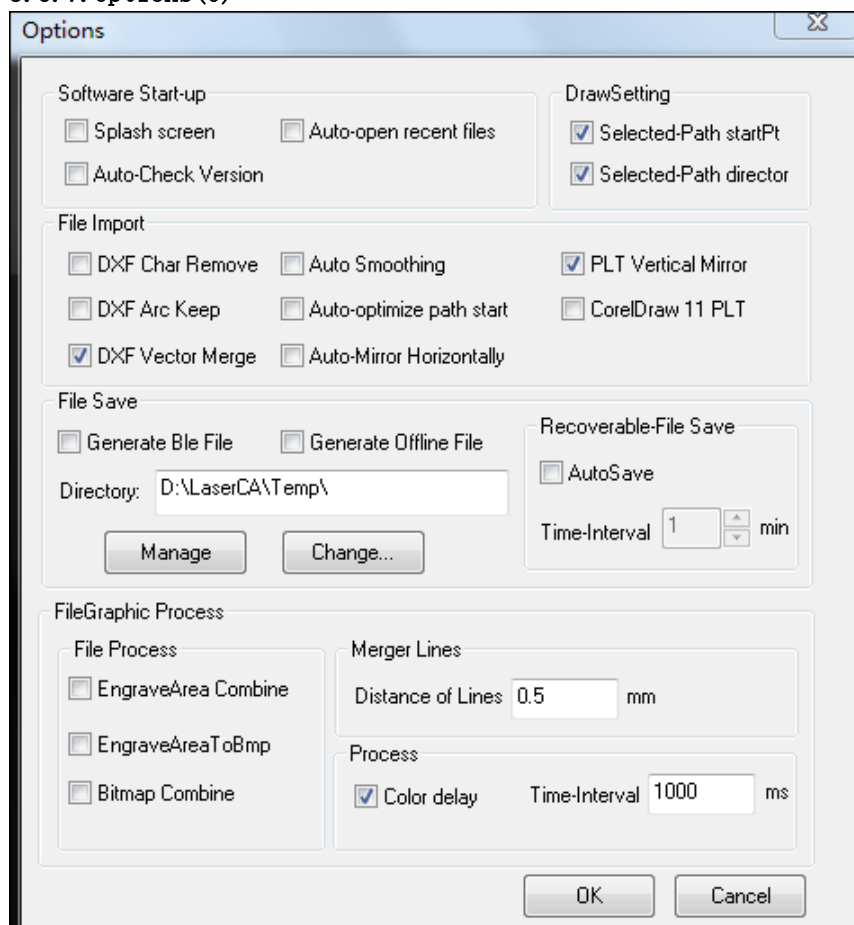 Options
Software Start-up
DrawSetting
Splash screen
Auto-open recent files
Selected-Path startPt
Auto-Check Version
Selected-Path director
File Import
DXF Char Remove
Auto Smoothing
PLT Vertical Mirror
DXF Arc Keep
Auto-optimize path start
CorelDraw 11 PLT
DXF Vector Merge
Auto-Mirror Horizontally
File Save
Generate Ble File
Generate Offline File
Directory: D:\LaserCA\Temp\
Manage
Change...
Recoverable-File Save
AutoSave
Time-Interval 1 min
FileGraphic Process
File Process
EngraveArea Combine
EngraveAreaToBmp
Bitmap Combine
Merger Lines
Distance of Lines 0.5 mm
Process
Color delay
Time-Interval 1000 ms
OK
Cancel